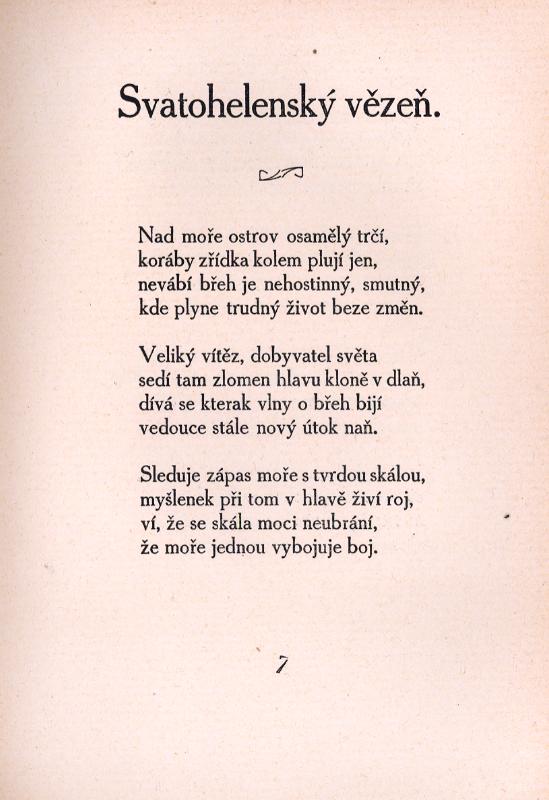 Svatohelenský vězeň.
Nad moře ostrov osamělý trčí,
koráby zřídka kolem plují jen,
nevábí břeh je nehostinný, smutný,
kde plyne trudný život beze změn.
Veliký vítěz, dobyvatel světa
sedí tam zlomen hlavu kloně v dlaň,
dívá se kterak vlny o břeh bijí
vedouce stále nový útok naň.
Sleduje zápas moře s tvrdou skálou,
myšlenek při tom v hlavě živí roj,
ví, že se skála moci neubrání,
že moře jednou vybojuje boj.
7